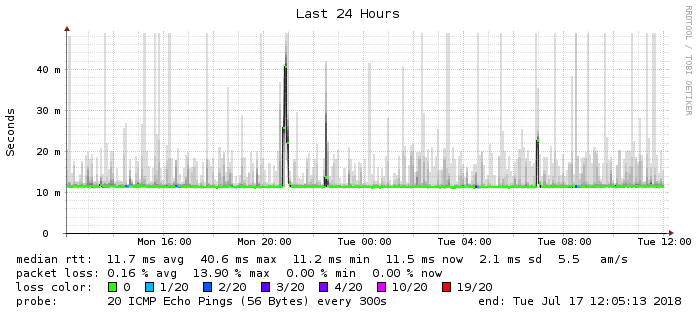 Last 24 Hours
RRDTOOL / TOBI OETIKER
Seconds
40 m
30 m
20 m
10 m
0
Mon 16:00 Mon 20:00 Tue 00:00 Tue 04:00 Tue 08:00 Tue 12:00
median rtt: 11.7 ms avg 40.6 ms max 11.2 ms min 11.5 ms now 2.1 ms sd 5.5 am/s
packet loss: 0.16 % avg 13.90 % max 0.00 % min 0.00 % now
loss color: 0 1/20 2/20 3/20 4/20 10/20 19/20
probe: 20 ICMP Echo Pings (56 Bytes) every 300s end: Tue Jul 17 12:05:13 2018